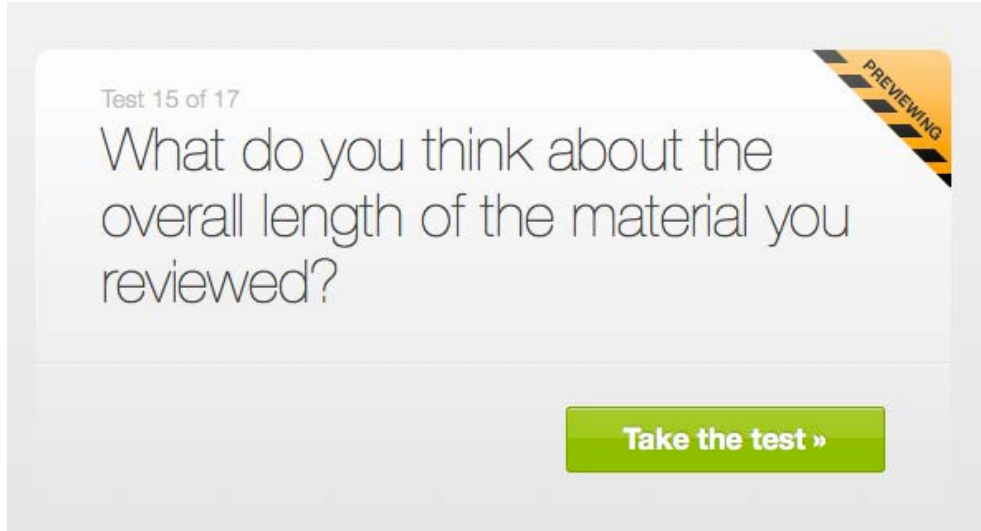 Test 15 of 17
PREVIEWING
What do you think about the
overall length of the material you
reviewed?
Take the test »